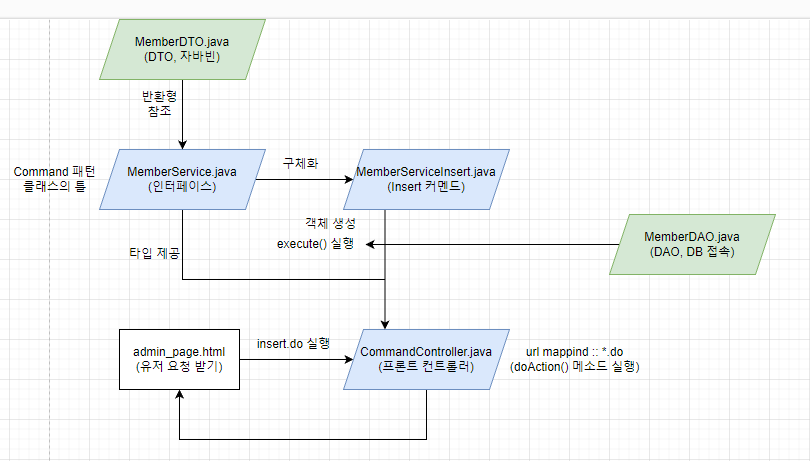 MemberDTO.java
(DTO, 자바빈)
반환형
참조
Command 패턴
클래스의 틀
MemberService.java
(인터페이스)
구체화
MemberServiceInsert.java
(Insert 커멘드)
객체 생성
execute() 실행
타입 제공
MemberDAO.java
(DAO, DB 접속)
admin_page.html
(유저 요청 받기)
insert.do 실행
CommandController.java
(프론트 컨트롤러)
url mappind :: *.do
(doAction() 메소드 실행)